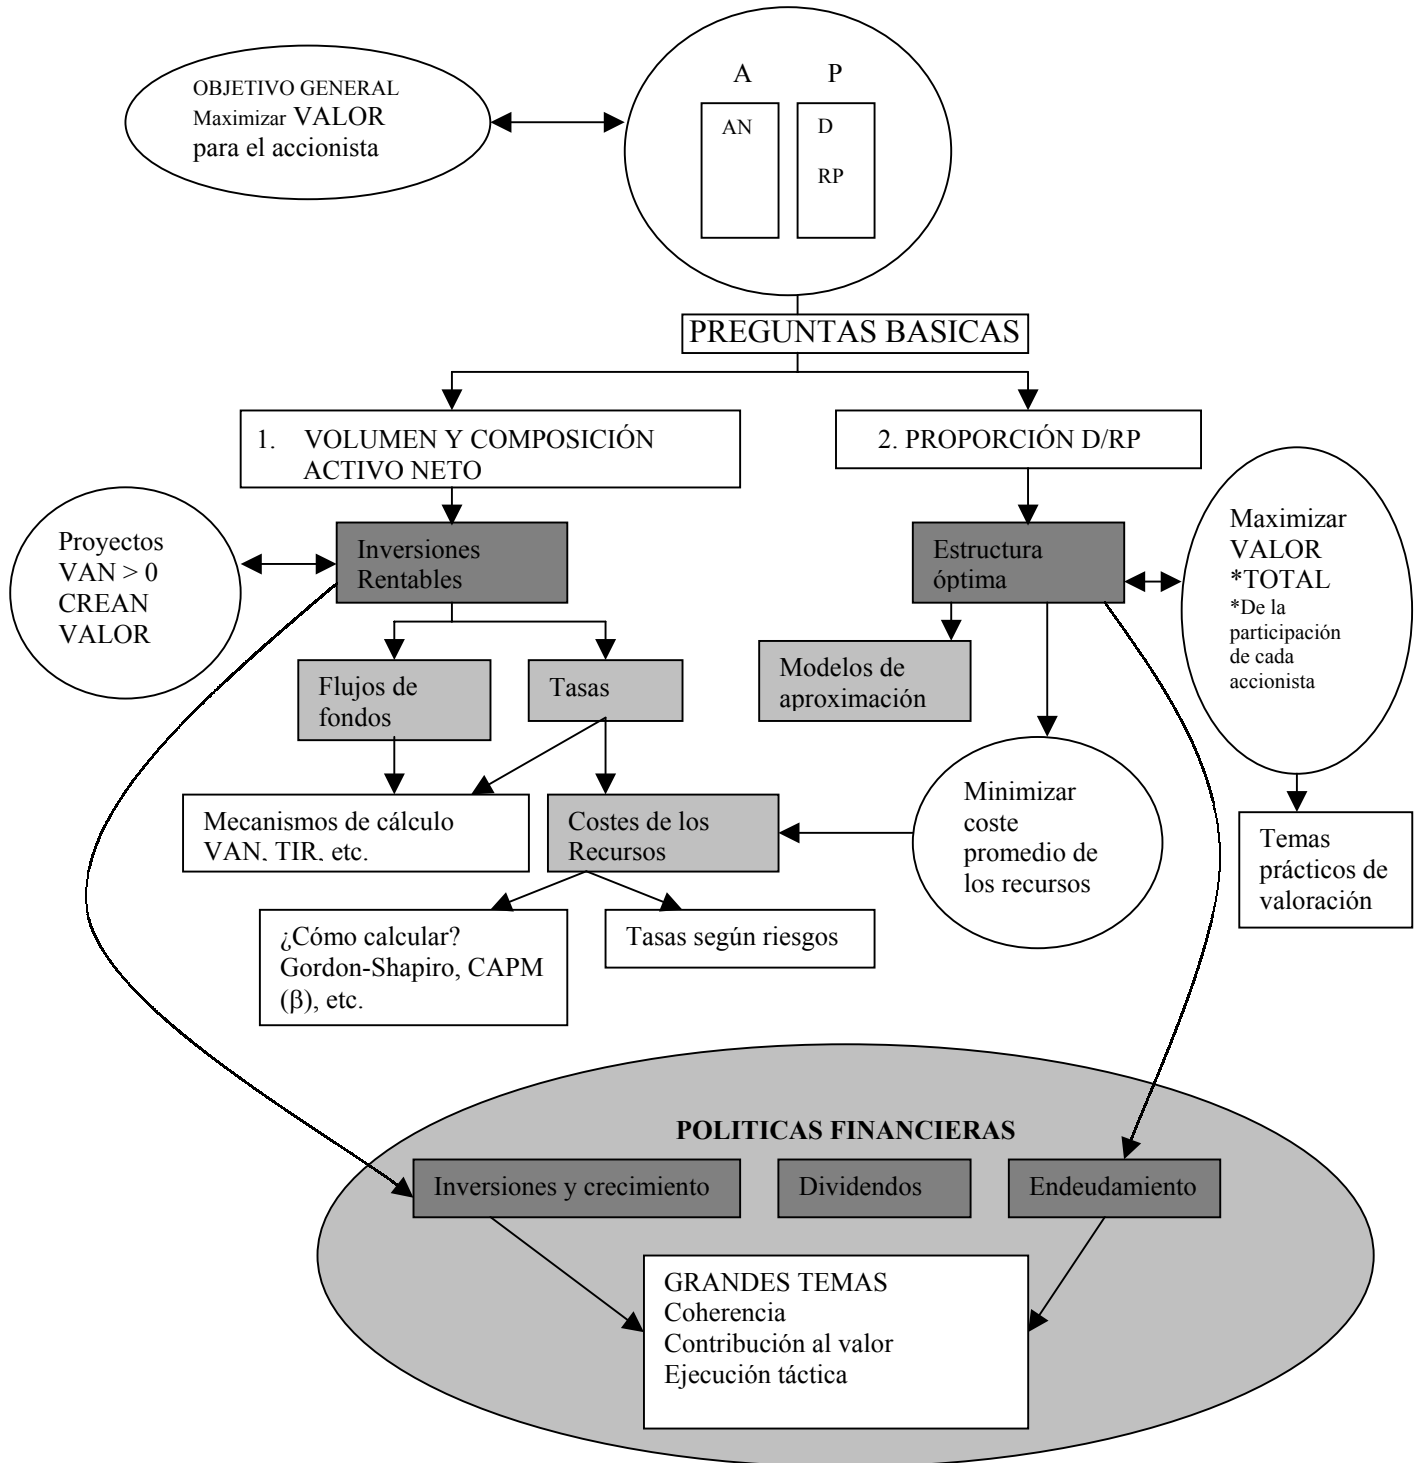 OBJETIVO GENERAL
Maximizar VALOR
para el accionista
A P
AN
D
RP
PREGUNTAS BASICAS
1. VOLUMEN Y COMPOSICIÓN
ACTIVO NETO
2. PROPORCIÓN D/RP
Proyectos
VAN > 0
CREAN
VALOR
Inversiones
Rentables
Estructura
óptima
Maximizar
VALOR
*TOTAL
*De la
participación
de cada
accionista
Flujos de
fondos
Tasas
Modelos de
aproximación
Mecanismos de cálculo
VAN, TIR, etc.
Costes de los
Recursos
Minimizar
coste
promedio de
los recursos
Temas
prácticos de
valoración
¿Cómo calcular?
Gordon-Shapiro, CAPM
(β), etc.
Tasas según riesgos
POLITICAS FINANCIERAS
Inversiones y crecimiento
Dividendos
Endeudamiento
GRANDES TEMAS
Coherencia
Contribución al valor
Ejecución táctica